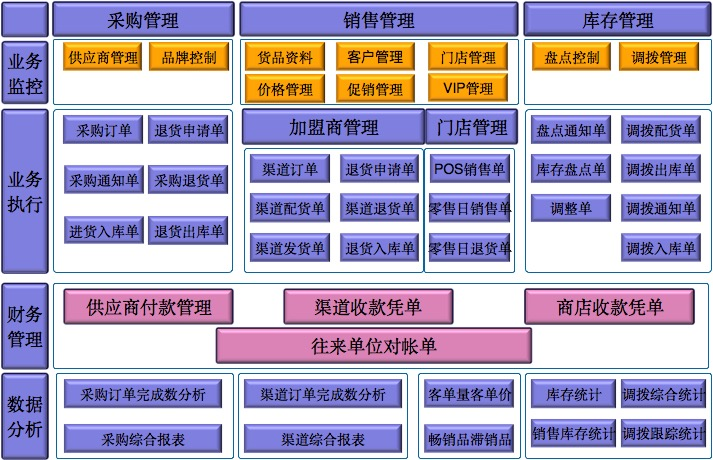 采购管理
销售管理
库存管理
业务
监控
供应商管理
品牌控制
货品资料
客户管理
门店管理
价格管理
促销管理
VIP管理
盘点控制
调拨管理
业务
执行
采购订单
退货申请单
采购通知单
采购退货单
进货入库单
退货出库单
加盟商管理
门店管理
渠道订单
退货申请单
渠道配货单
渠道退货单
渠道发货单
退货入库单
POS销售单
零售日销售单
零售日退货单
盘点通知单
调拨配货单
库存盘点单
调拨出库单
调整单
调拨通知单
调拨入库单
财务
管理
供应商付款管理
渠道收款凭单
商店收款凭单
往来单位对帐单
数据
分析
采购订单完成数分析
采购综合报表
渠道订单完成数分析
渠道综合报表
客单量客单价
畅销品滞销品
库存统计
调拨综合统计
销售库存统计
调拨跟踪统计